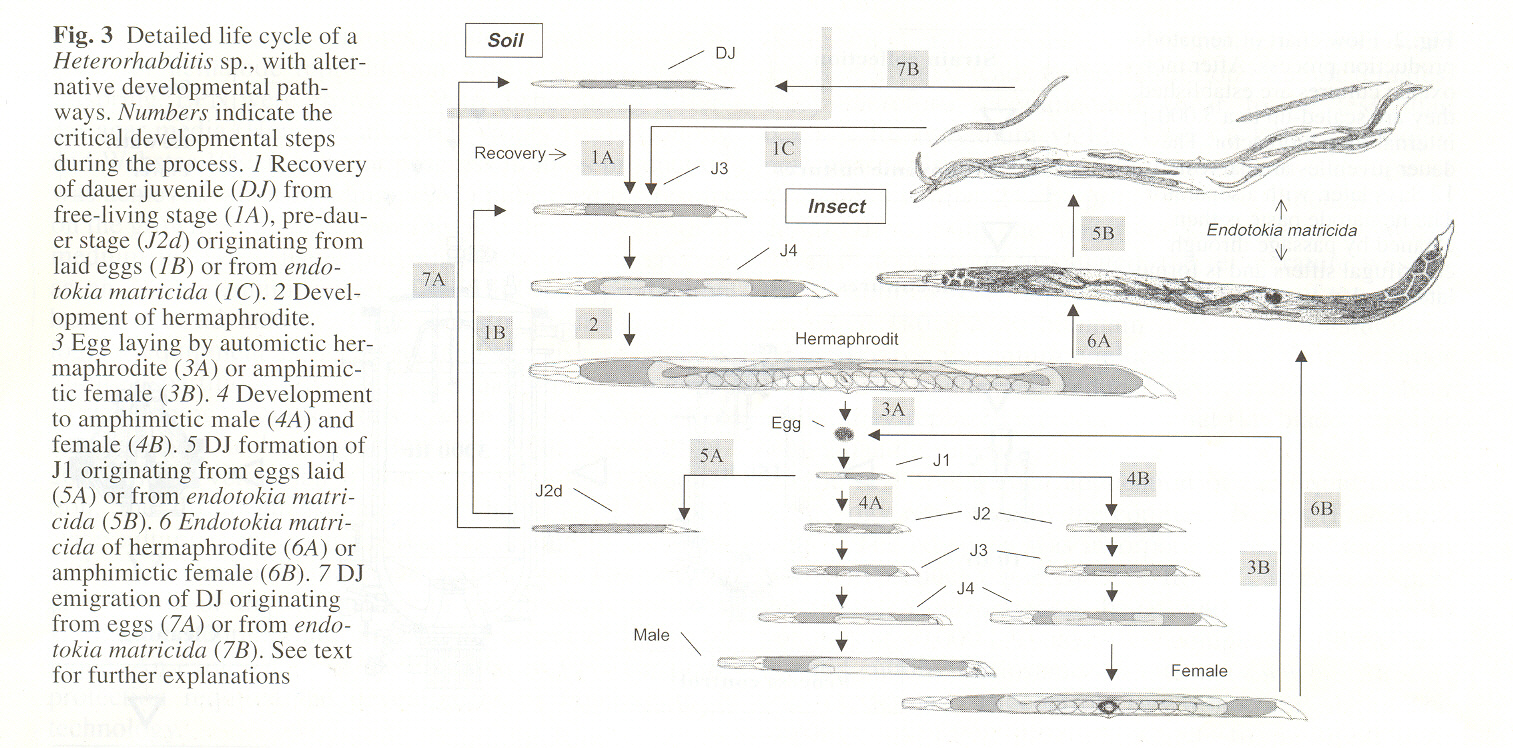 Fig. 3 Detailed life cycle of a
Heterorhabditis sp., with alter-
native developmental path-
ways. Numbers indicate the
critical developmental steps
during the process. 1 Recovery
of dauer juvenile (DJ) from
free-living stage (1A), pre-dau-
er stage (J2d) originating from
laid eggs (1B) or from endo-
tokia matricida (1C). 2 Devel-
opment of hermaphrodite.
3 Egg laying by automictic her-
maphrodite (3A) or amphimic-
tic female (3B). 4 Development
to amphimictic male (4A) and
female (4B). 5 DJ formation of
J1 originating from eggs laid
(5A) or from endotokia matri-
cida (5B). 6 Endotokia matri-
cida of hermaphrodite (6A) or
amphimictic female (6B). 7 DJ
emigration of DJ originating
from eggs (7A) or from endo-
tokia matricida (7B). See text
for further explanations
Soil
DJ
7B
Recovery
1A
1C
J3
Insect
J4
5B
Endotokia matricida
7A
1B
2
Hermaphrodit
6A
3A
Egg
5A
J1
J2d
4A
4B
J2
6B
J3
3B
J4
Male
Female